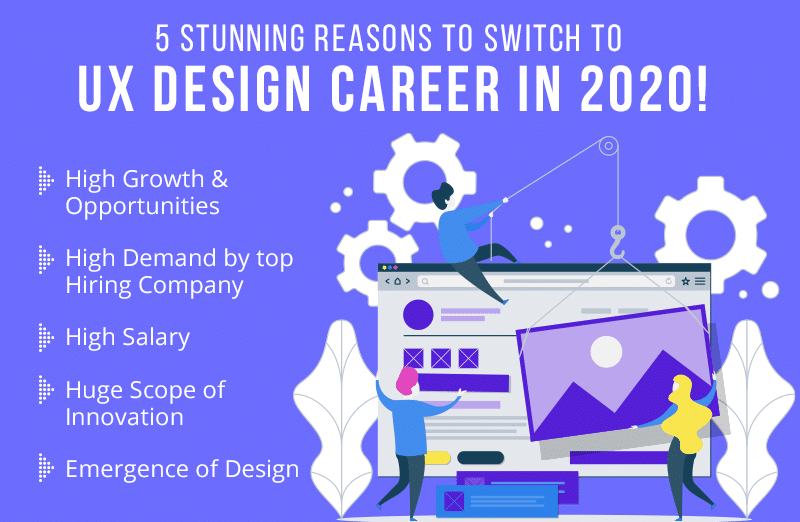 5 STUNNING REASONS TO SWITCH TO
UX DESIGN CAREER IN 2020!
High Growth &
Opportunities
High Demand by top
Hiring Company
High Salary
Huge Scope of
Innovation
Emergence of Design